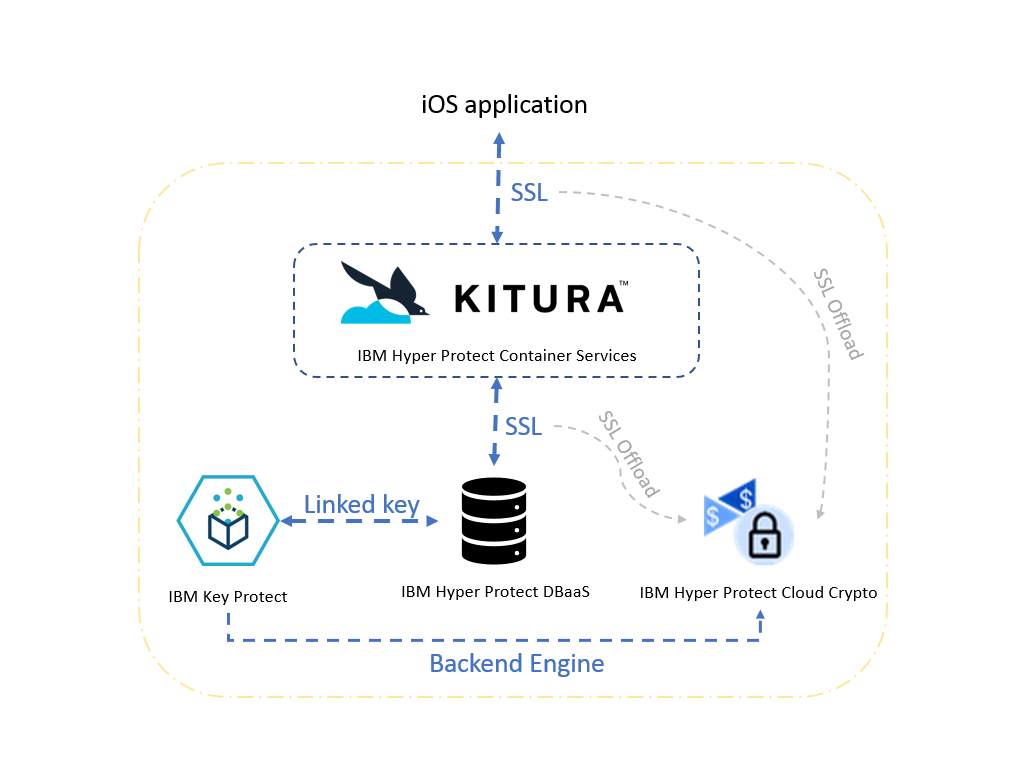 iOS application
SSL
SSL Offload
KITURA™
IBM Hyper Protect Container Services
SSL
SSL Offload
Linked key
$
$
IBM Key Protect
IBM Hyper Protect DBaaS
IBM Hyper Protect Cloud Crypto
Backend Engine